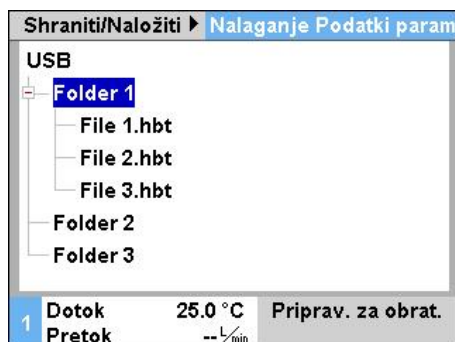 Shraniti/Naložiti ▶ Nalaganje Podatki param
USB
Folder 1
File 1.hbt
File 2.hbt
File 3.hbt
Folder 2
Folder 3
1 Dotok 25.0 °C Priprav. za obrat.
Pretok -- L/min